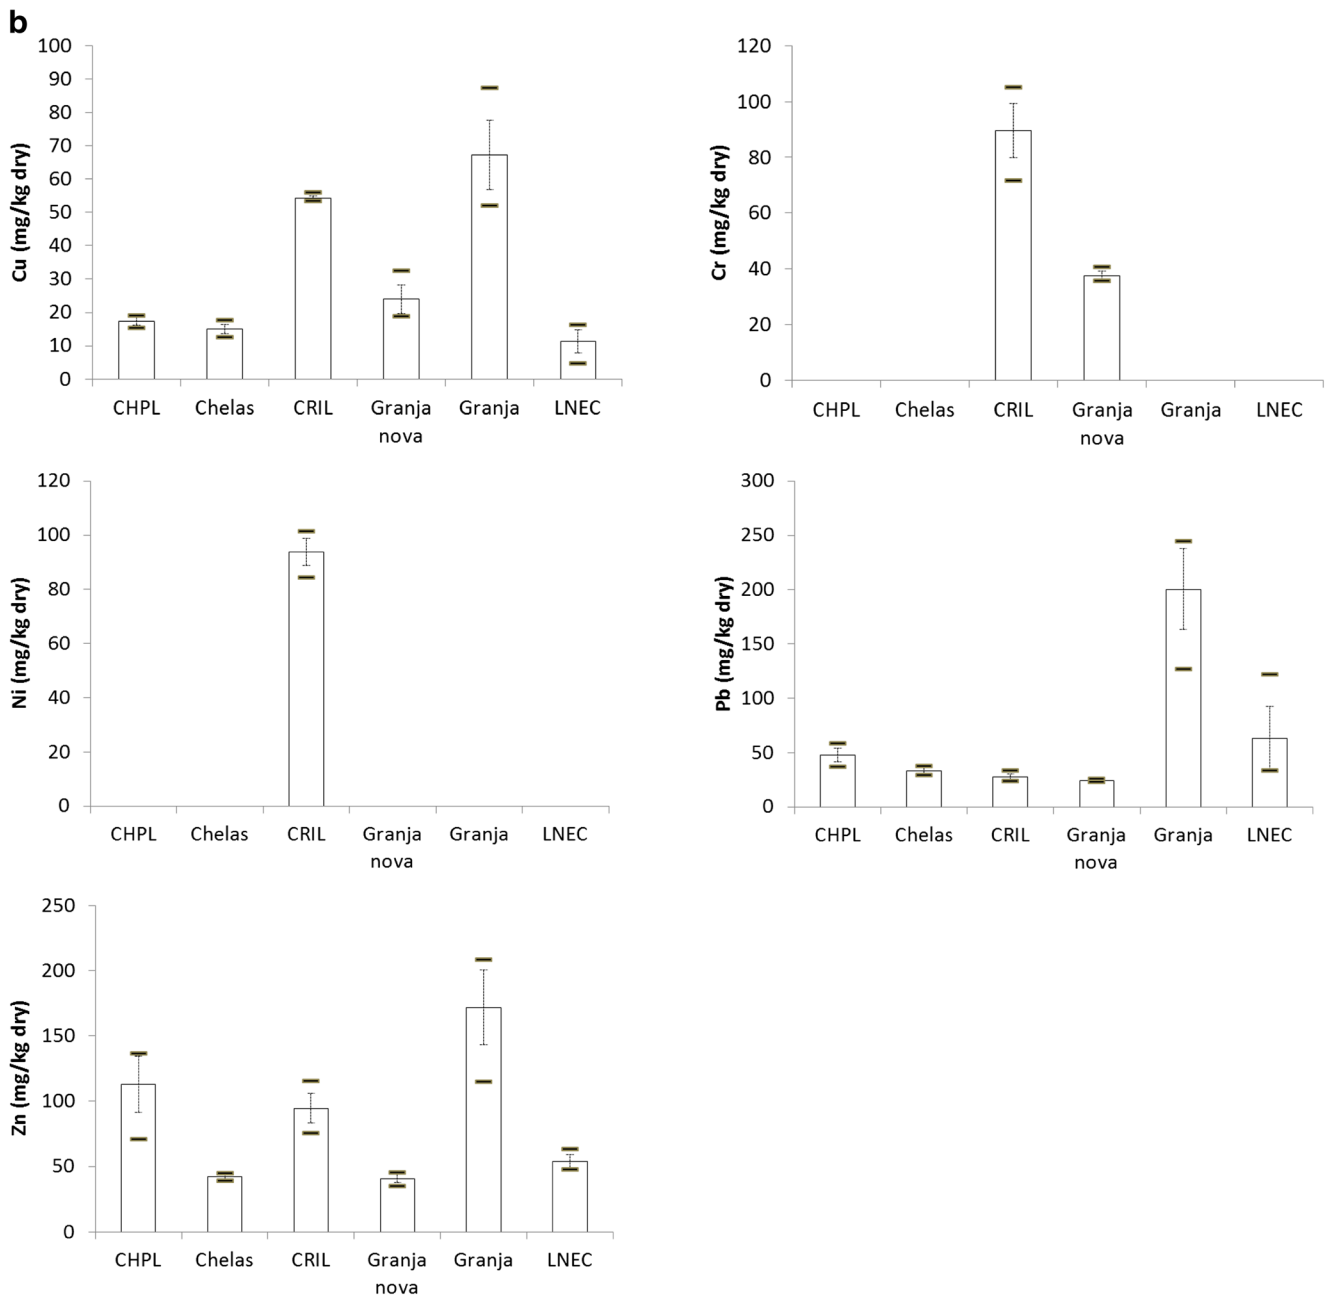 b
Cu (mg/kg dry)
100
90
80
70
60
50
40
30
20
10
0
CHPL Chelas CRIL Granja Granja LNEC
nova
Cr (mg/kg dry)
120
100
80
60
40
20
0
CHPL Chelas CRIL Granja Granja LNEC
nova
Ni (mg/kg dry)
120
100
80
60
40
20
0
CHPL Chelas CRIL Granja Granja LNEC
nova
Pb (mg/kg dry)
300
250
200
150
100
50
0
CHPL Chelas CRIL Granja Granja LNEC
nova
Zn (mg/kg dry)
250
200
150
100
50
0
CHPL Chelas CRIL Granja Granja LNEC
nova